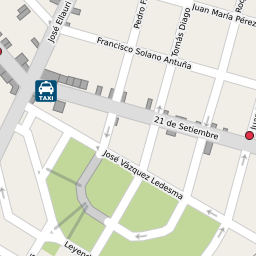 Juan María Pérez
José Ellauri
Pedro F
Tomás Diago
Francisco Solano Antuña
TAXI
21 de Setiembre
José Vázquez Ledesma
Leyen